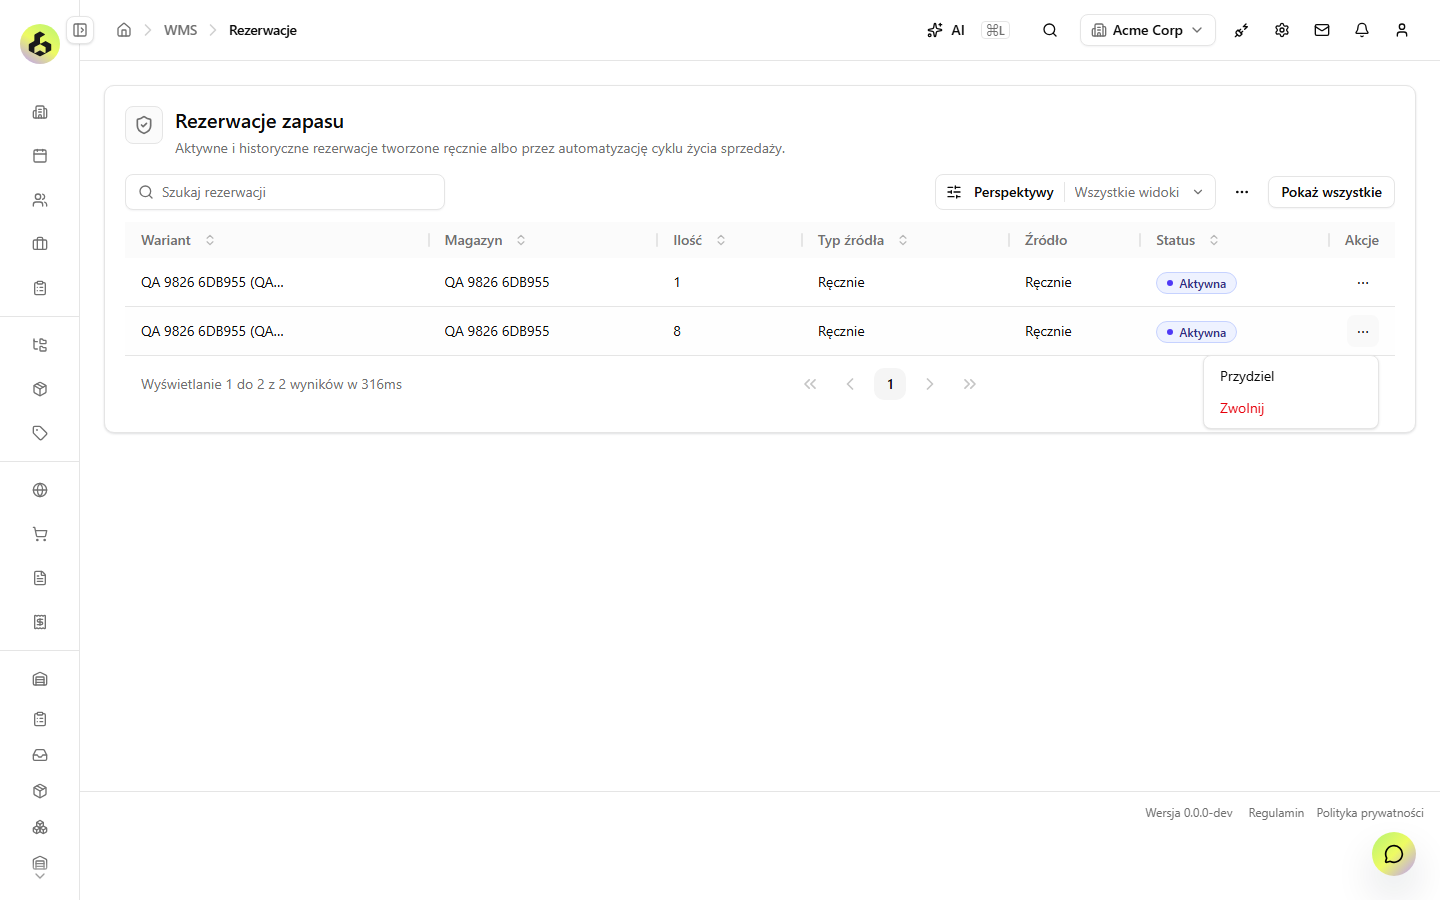 WMS
Rezerwacje
AI
⌘L
Acme Corp
Rezerwacje zapasu
Aktywne i historyczne rezerwacje tworzone ręcznie albo przez automatyzację cyklu życia sprzedaży.
Szukaj rezerwacji
Perspektywy
Wszystkie widoki
Pokaż wszystkie
Wariant Magazyn Ilość Typ źródła Źródło Status Akcje
QA 9826 6DB955 (QA... QA 9826 6DB955 1 Ręcznie Ręcznie Aktywna
QA 9826 6DB955 (QA... QA 9826 6DB955 8 Ręcznie Ręcznie Aktywna
Przydziel
Zwolnij
Wyświetlanie 1 do 2 z 2 wyników w 316ms
1
Wersja 0.0.0-dev Regulamin Polityka prywatności